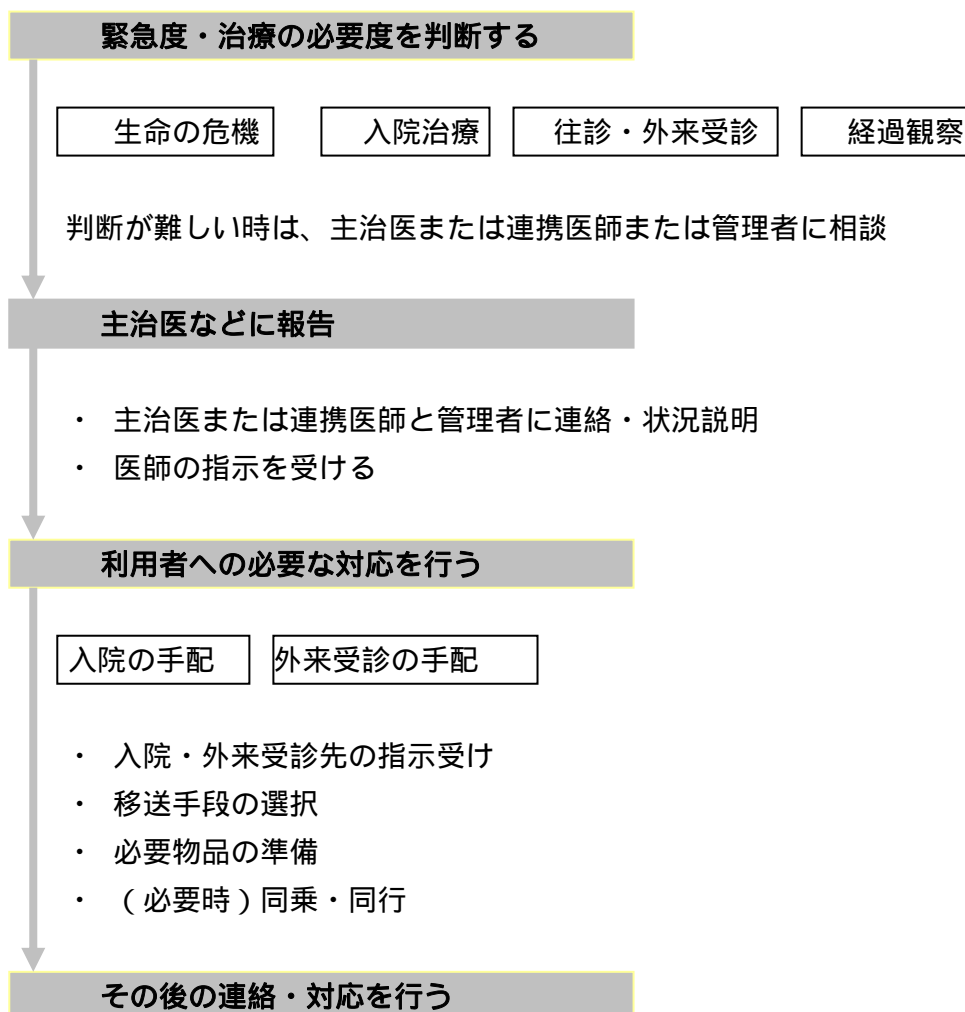 緊急度・治療の必要度を判断する
生命の危機 入院治療 往診・外来受診 経過観察
判断が難しい時は、主治医または連携医師または管理者に相談
主治医などに報告
・ 主治医または連携医師と管理者に連絡・状況説明
・ 医師の指示を受ける
利用者への必要な対応を行う
入院の手配 外来受診の手配
・ 入院・外来受診先の指示受け
・ 移送手段の選択
・ 必要物品の準備
・ （必要時）同乗・同行
その後の連絡・対応を行う